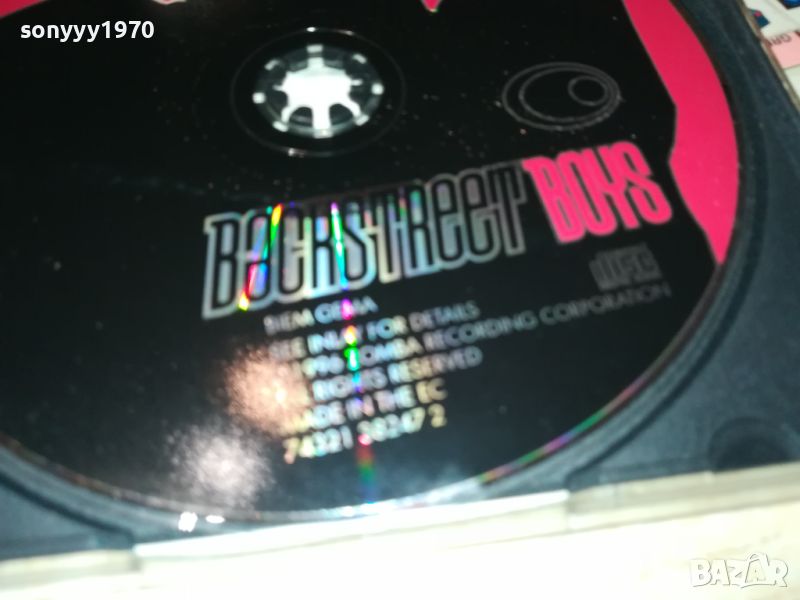 sonyyy1970
BACKSTREET BOYS
BIEM GEMA
SEE INLAY FOR DETAILS
1996 ZOMBA RECORDING CORPORATION
RIGHTS RESERVED
MADE IN THE EC
74321 38247 2
BAZAR